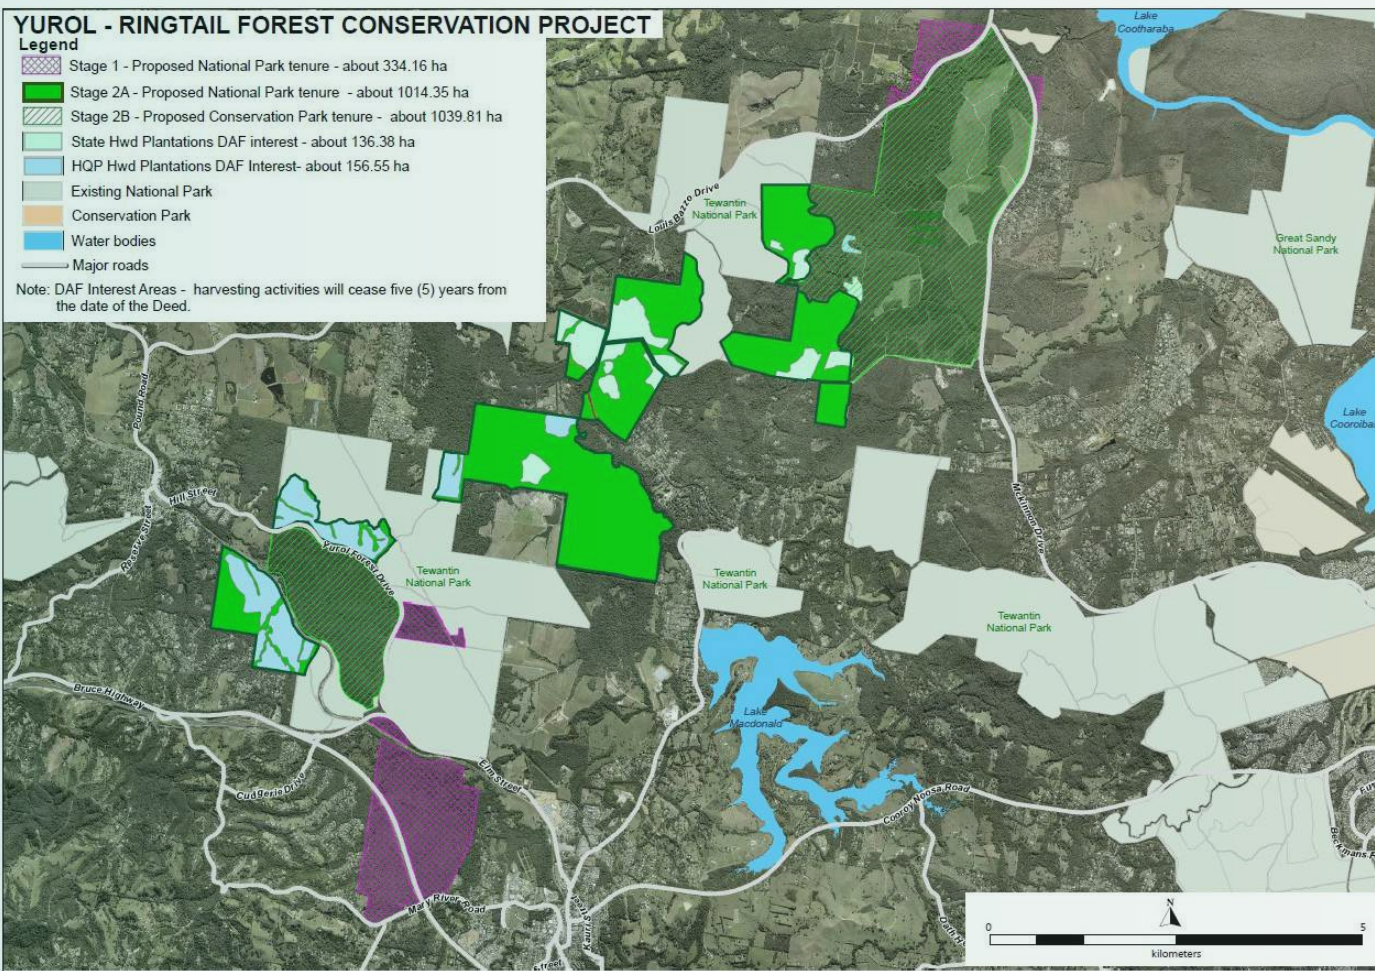 YUROL - RINGTAIL FOREST CONSERVATION PROJECT
Legend
Stage 1 - Proposed National Park tenure - about 334.16 ha
Stage 2A - Proposed National Park tenure - about 1014.35 ha
Stage 2B - Proposed Conservation Park tenure - about 1039.81 ha
State Hwd Plantations DAF interest - about 136.38 ha
HQP Hwd Plantations DAF Interest- about 156.55 ha
Existing National Park
Conservation Park
Water bodies
Major roads
Note: DAF Interest Areas - harvesting activities will cease five (5) years from
the date of the Deed.
Lake
Cootharaba
Louis Bazzo Drive
Tewantin
National Park
Great Sandy
National Park
Pound Road
Lake
Cooroiba
Hill Street
Reserve Street
Yurol Forest Drive
McKinnon Drive
Tewantin
National Park
Tewantin
National Park
Tewantin
National Park
Bruce Highway
Lake
Macdonald
Elm Street
Cudgerie Drive
Cooroy Noosa Road
Beckmans
Mary River Road
Kauri St
Street
N
0
5
kilometers